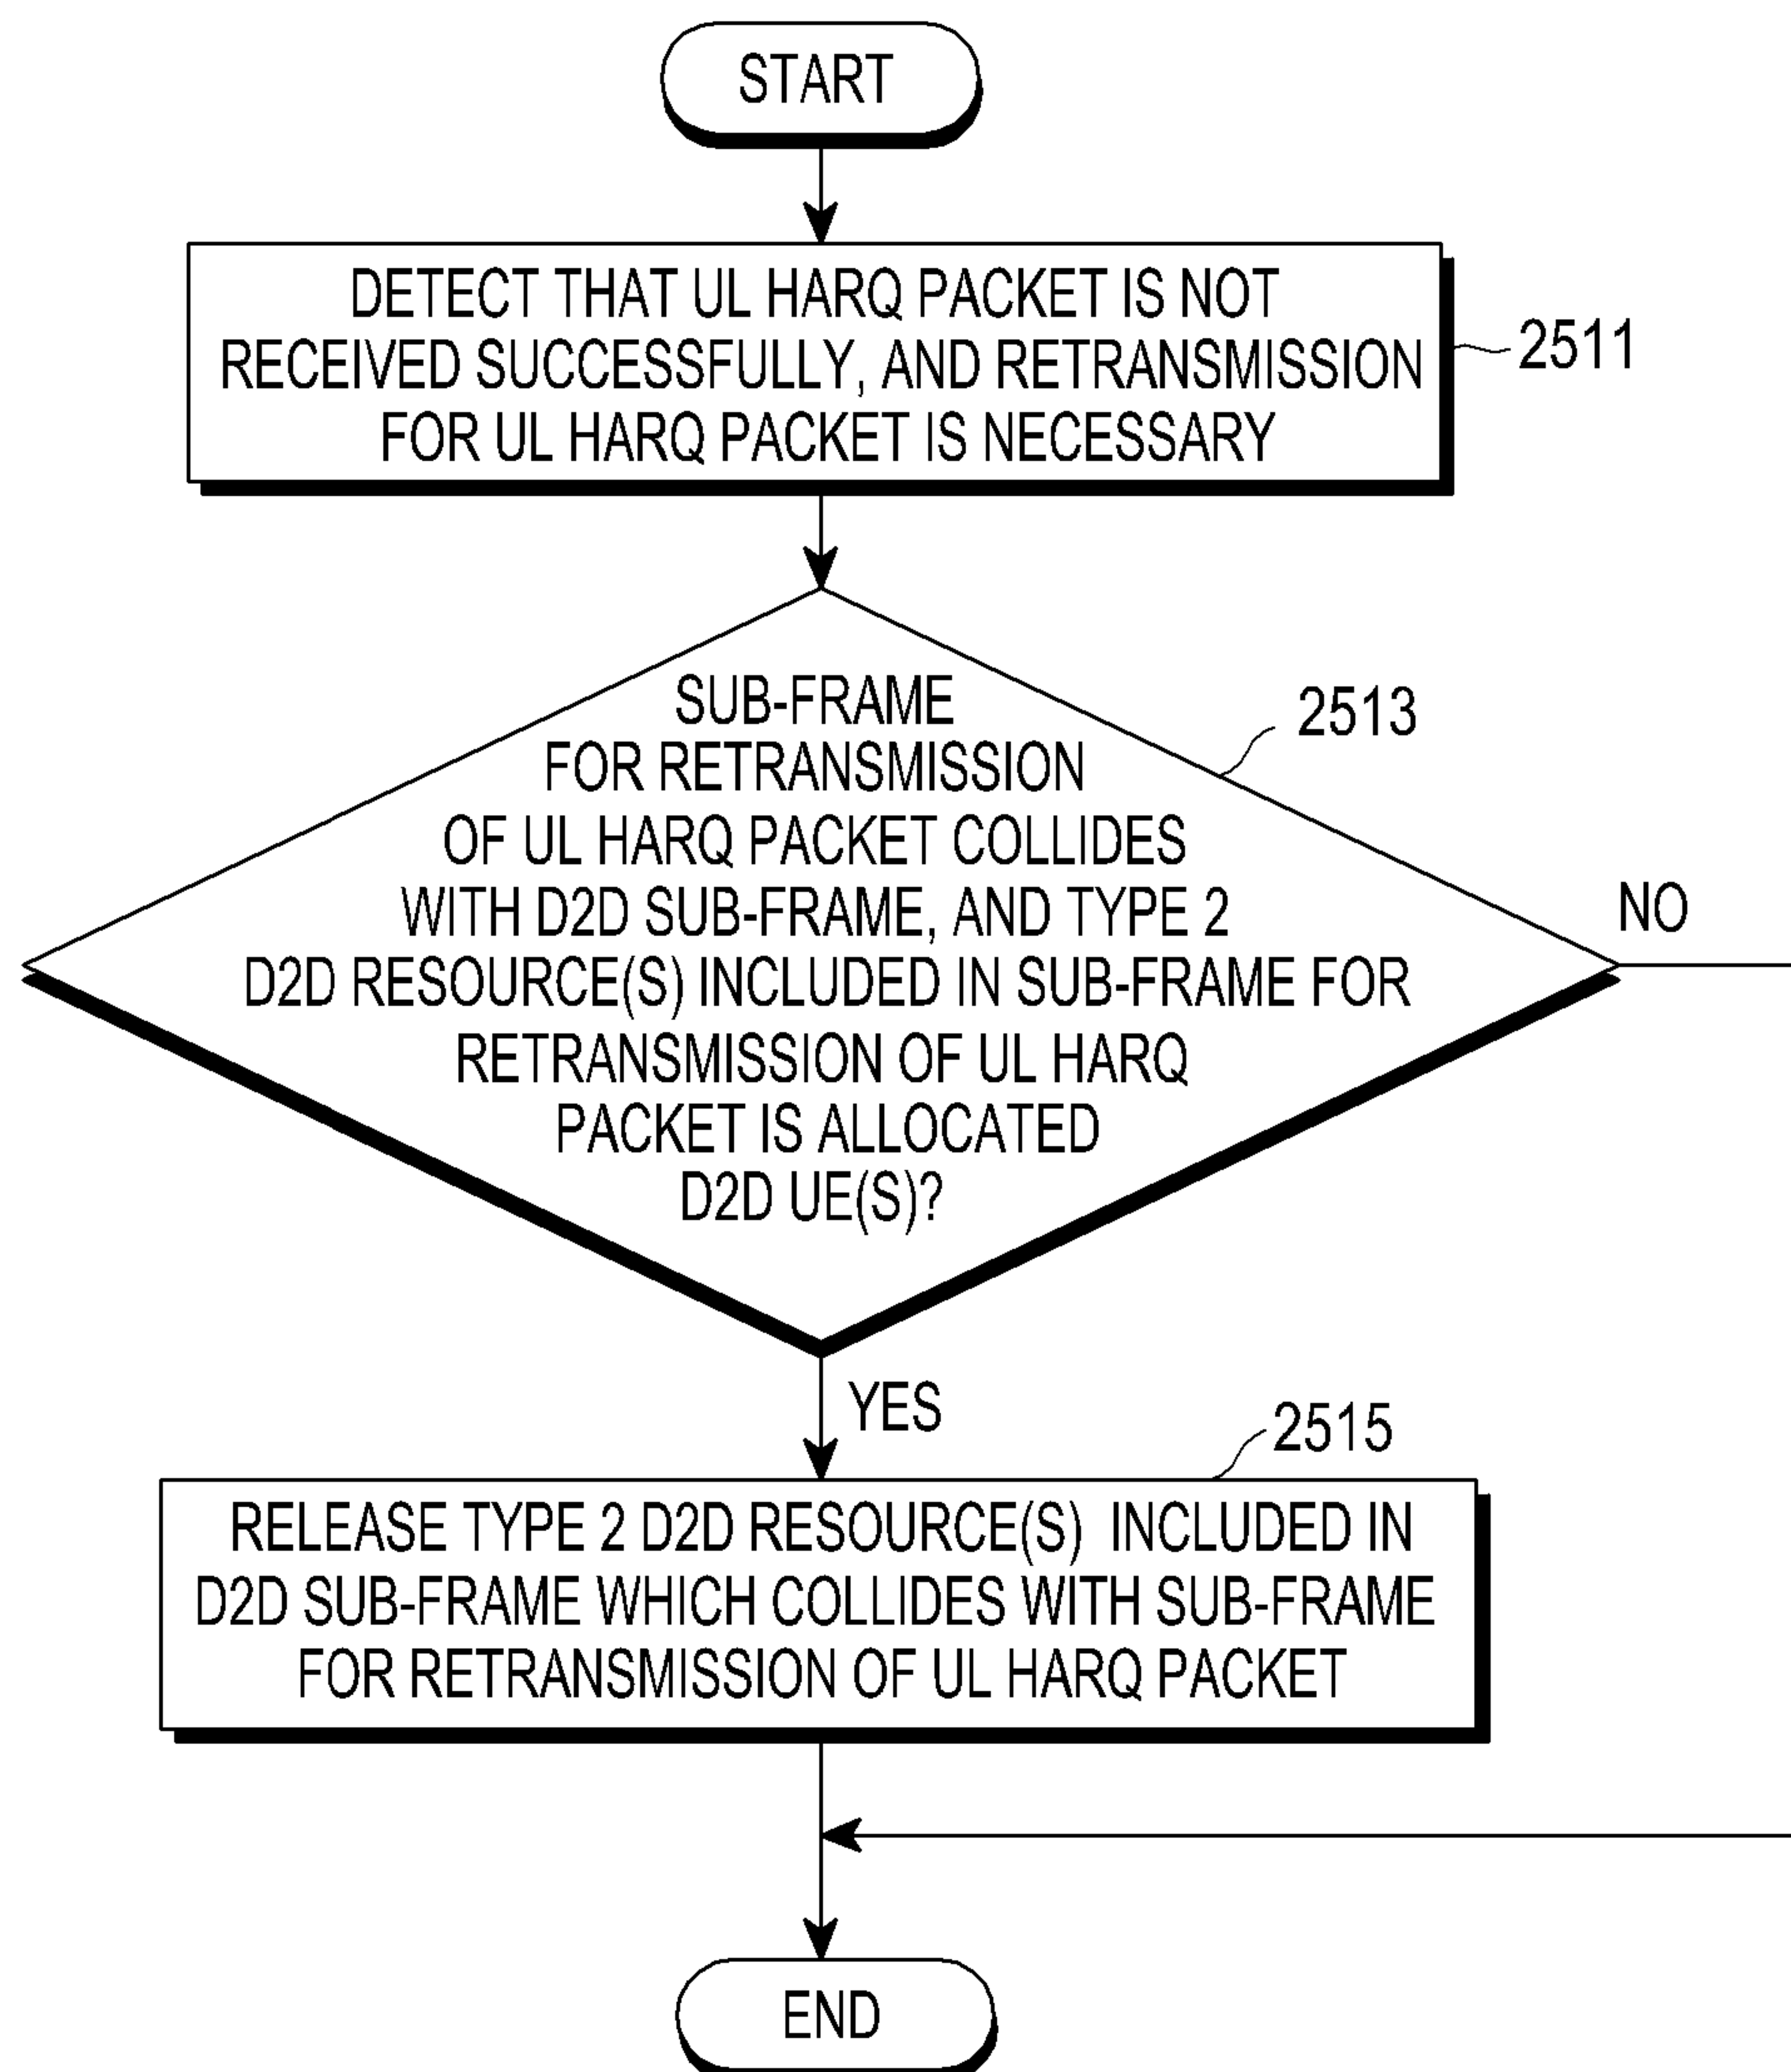 START
DETECT THAT UL HARQ PACKET IS NOT
RECEIVED SUCCESSFULLY, AND RETRANSMISSION
FOR UL HARQ PACKET IS NECESSARY
2511
SUB-FRAME
FOR RETRANSMISSION
OF UL HARQ PACKET COLLIDES
WITH D2D SUB-FRAME, AND TYPE 2
D2D RESOURCE(S) INCLUDED IN SUB-FRAME FOR
RETRANSMISSION OF UL HARQ
PACKET IS ALLOCATED
D2D UE(S)?
2513
NO
YES
2515
RELEASE TYPE 2 D2D RESOURCE(S) INCLUDED IN
D2D SUB-FRAME WHICH COLLIDES WITH SUB-FRAME
FOR RETRANSMISSION OF UL HARQ PACKET
END